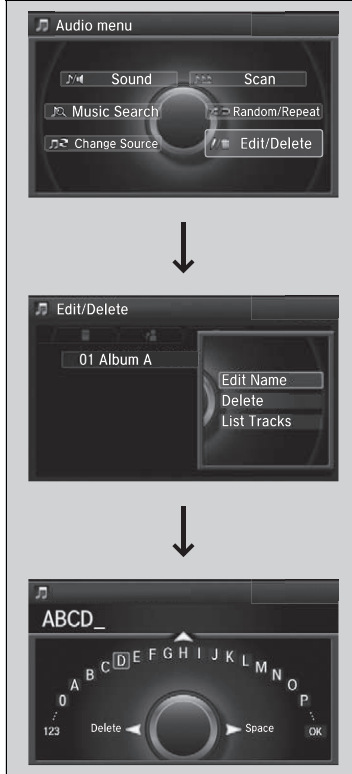 Audio menu
Sound Scan
Music Search Random/Repeat
Change Source Edit/Delete
Edit/Delete
01 Album A
Edit Name
Delete
List Tracks
ABCD_
0 A B C D E F G H I J K L M N O P
123 Delete Space OK